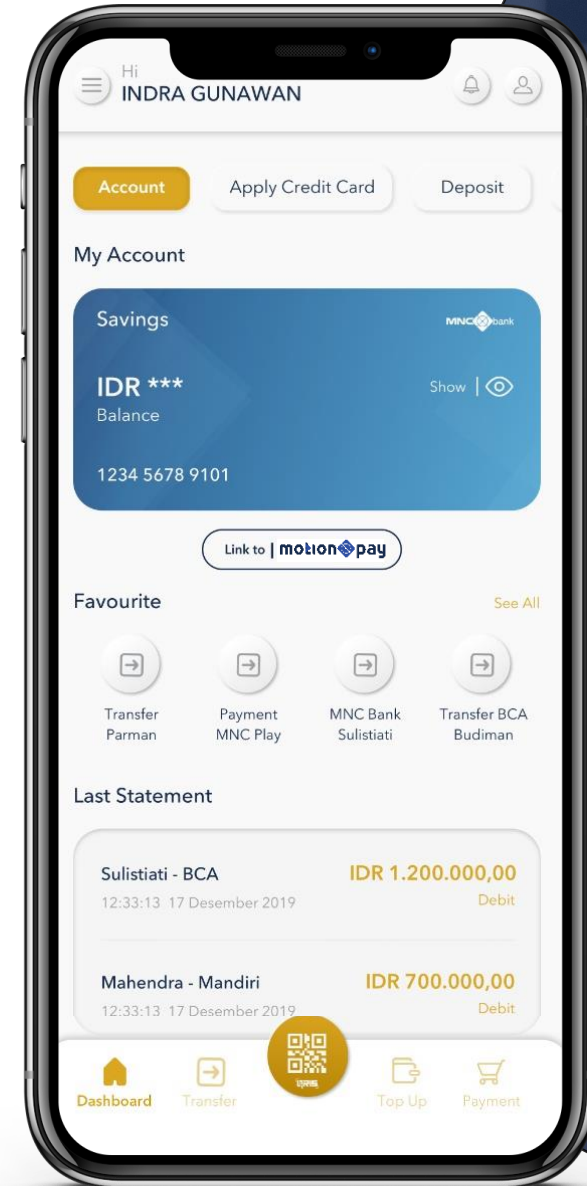 Hi
INDRA GUNAWAN
Account
Apply Credit Card
Deposit
My Account
Savings
MNC bank
IDR ***
Show |
Balance
1234 5678 9101
Link to | motion pay
Favourite
See All
Transfer
Parman
Payment
MNC Play
MNC Bank
Sulistiati
Transfer BCA
Budiman
Last Statement
Sulistiati - BCA
IDR 1.200.000,00
12:33:13 17 Desember 2019
Debit
Mahendra - Mandiri
IDR 700.000,00
12:33:13 17 Desember 2019
Debit
QRIS
Dashboard
Transfer
Top Up
Payment